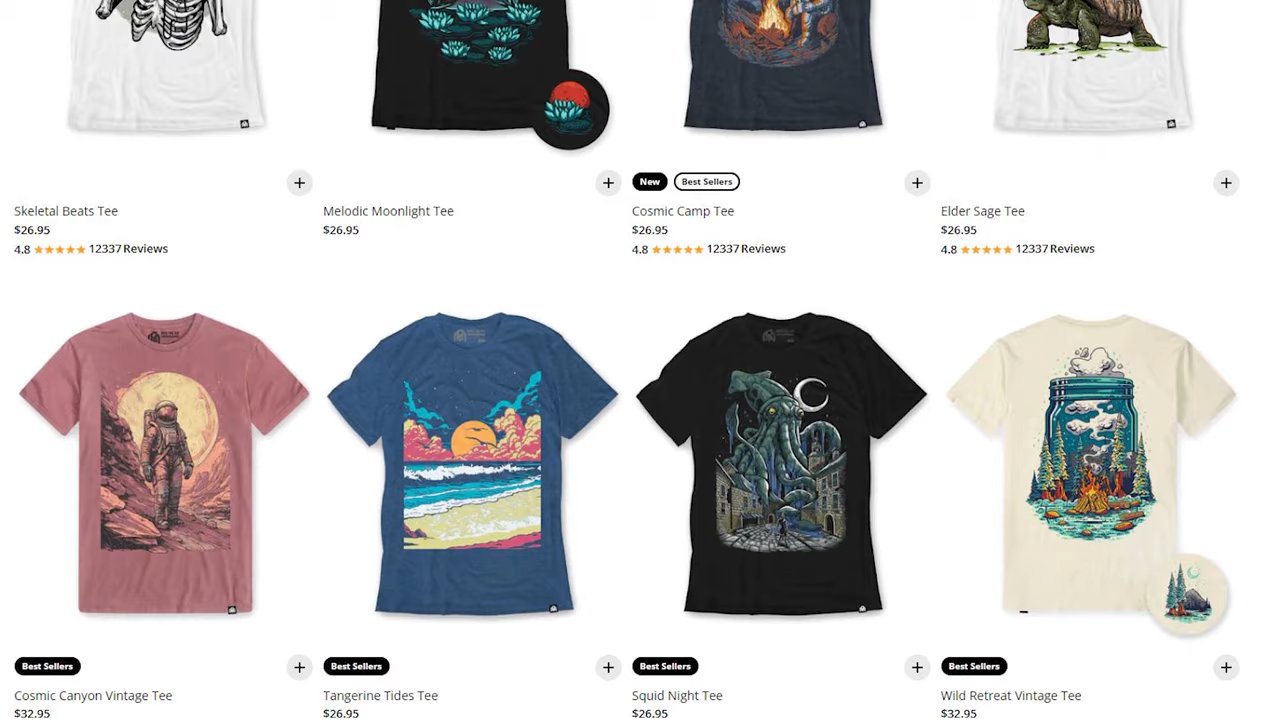 New Best Sellers
Skeletal Beats Tee
$26.95
4.8 12337 Reviews
Melodic Moonlight Tee
$26.95
Cosmic Camp Tee
$26.95
4.8 12337 Reviews
Elder Sage Tee
$26.95
4.8 12337 Reviews
Best Sellers
Cosmic Canyon Vintage Tee
$32.95
Best Sellers
Tangerine Tides Tee
$26.95
Best Sellers
Squid Night Tee
$26.95
Best Sellers
Wild Retreat Vintage Tee
$32.95